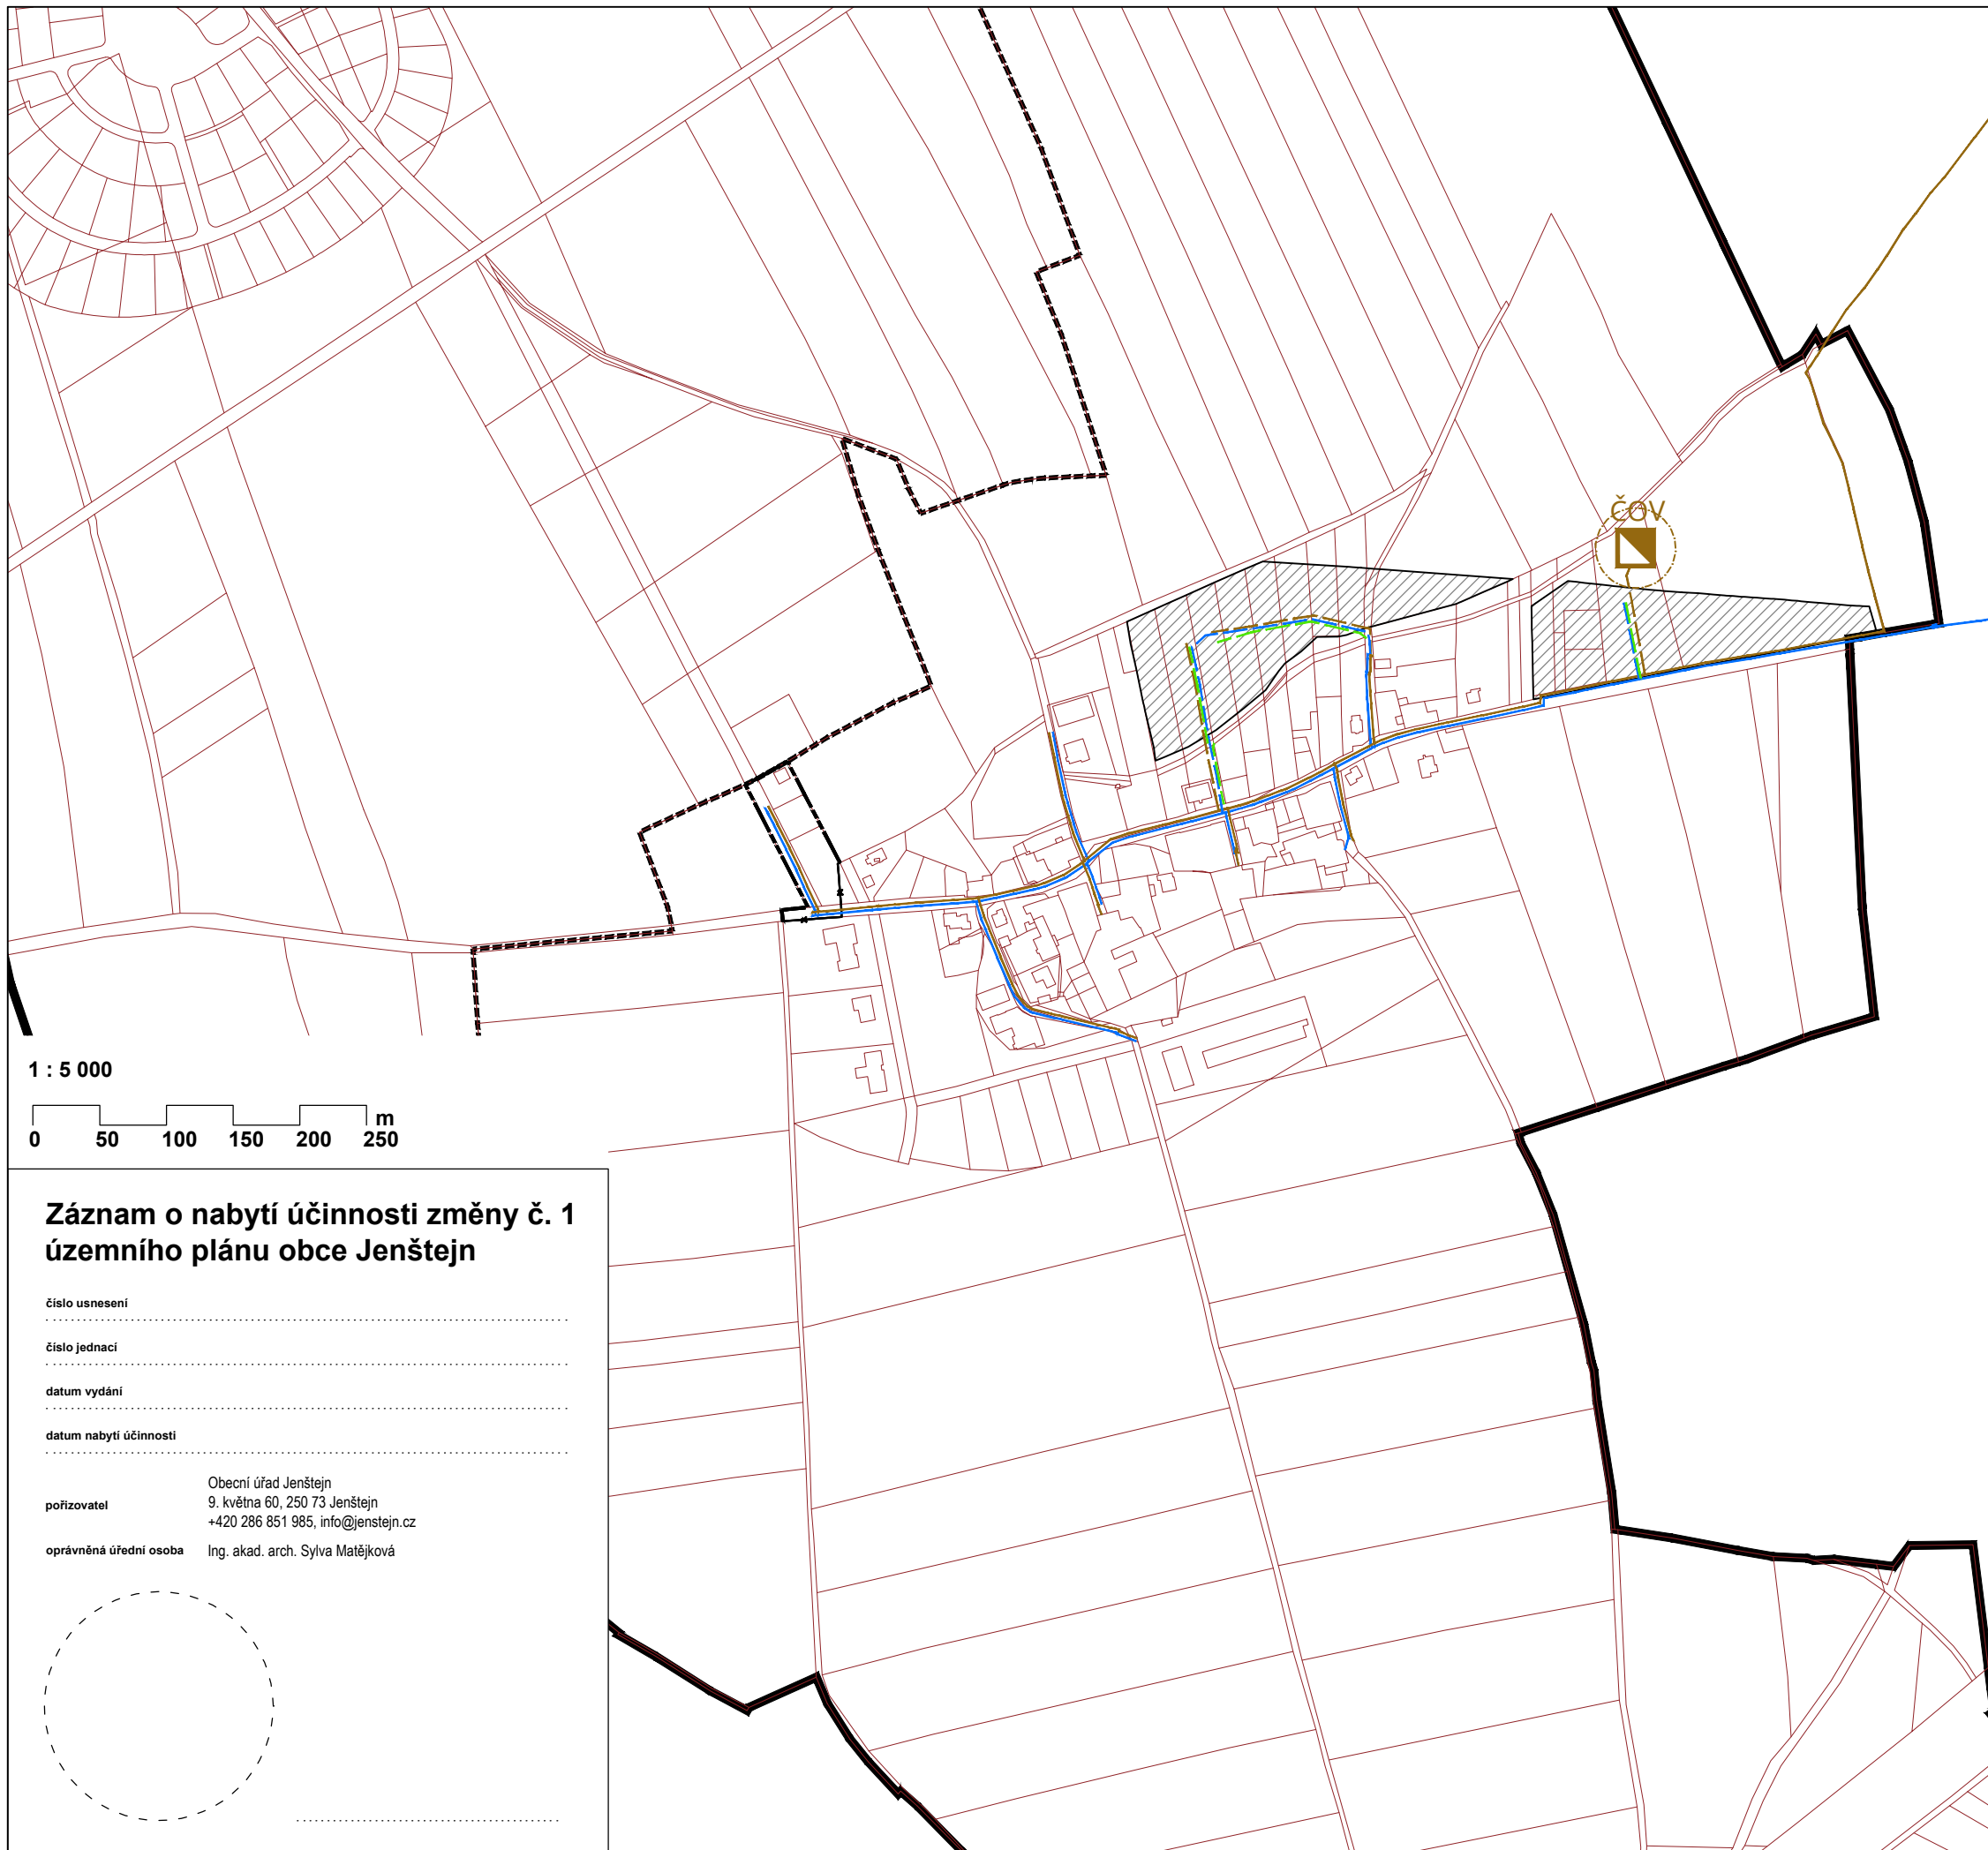 ČOV
1 : 5 000
m
0 50 100 150 200 250
Záznam o nabytí účinnosti změny č. 1
územního plánu obce Jenštejn
číslo usnesení
číslo jednací
datum vydání
datum nabytí účinnosti
pořizovatel
Obecní úřad Jenštejn
9. května 60, 250 73 Jenštejn
+420 286 851 985, info@jenstejn.cz
oprávněná úřední osoba Ing. akad. arch. Sylva Matějková